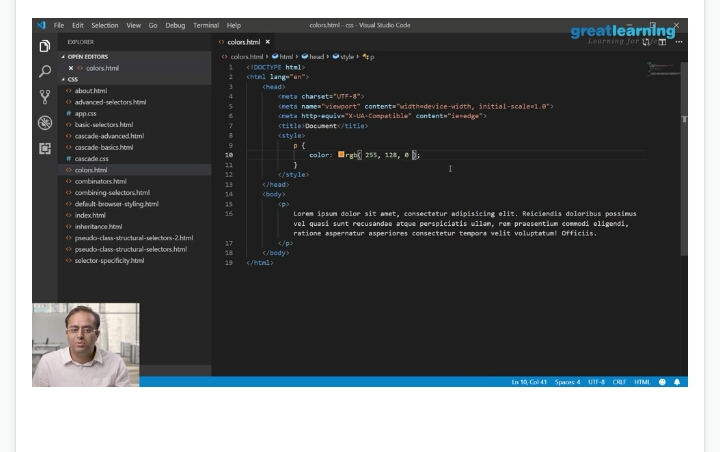 File Edit Selection View Go Debug Terminal Help
colors.html - css - Visual Studio Code
greatlearning
Learning for Life
EXPLORER
OPEN EDITORS
colors.html
CSS
about.html
advanced-selectors.html
app.css
basic-selectors.html
cascade-advanced.html
cascade-basics.html
cascade.css
colors.html
combinators.html
combining-selectors.html
default-browser-styling.html
index.html
inheritance.html
pseudo-class-structural-selectors-2.html
pseudo-class-structural-selectors.html
selector-specificity.html
colors.html
colors.html › html › head › style › p
1 <!DOCTYPE html>
2 <html lang="en">
3 <head>
4 <meta charset="UTF-8">
5 <meta name="viewport" content="width=device-width, initial-scale=1.0">
6 <meta http-equiv="X-UA-Compatible" content="ie=edge">
7 <title>Document</title>
8 <style>
9 p {
10 color: rgb( 255, 128, 0 );
11 }
12 </style>
13 </head>
14 <body>
15 <p>
16 Lorem ipsum dolor sit amet, consectetur adipisicing elit. Reiciendis doloribus possimus
vel quasi sunt recusandae atque perspiciatis ullam, rem praesentium commodi eligendi,
ratione aspernatur asperiores consectetur tempora velit voluptatum! Officiis.
17 </p>
18 </body>
19 </html>
Ln 10, Col 41 Spaces: 4 UTF-8 CRLF HTML